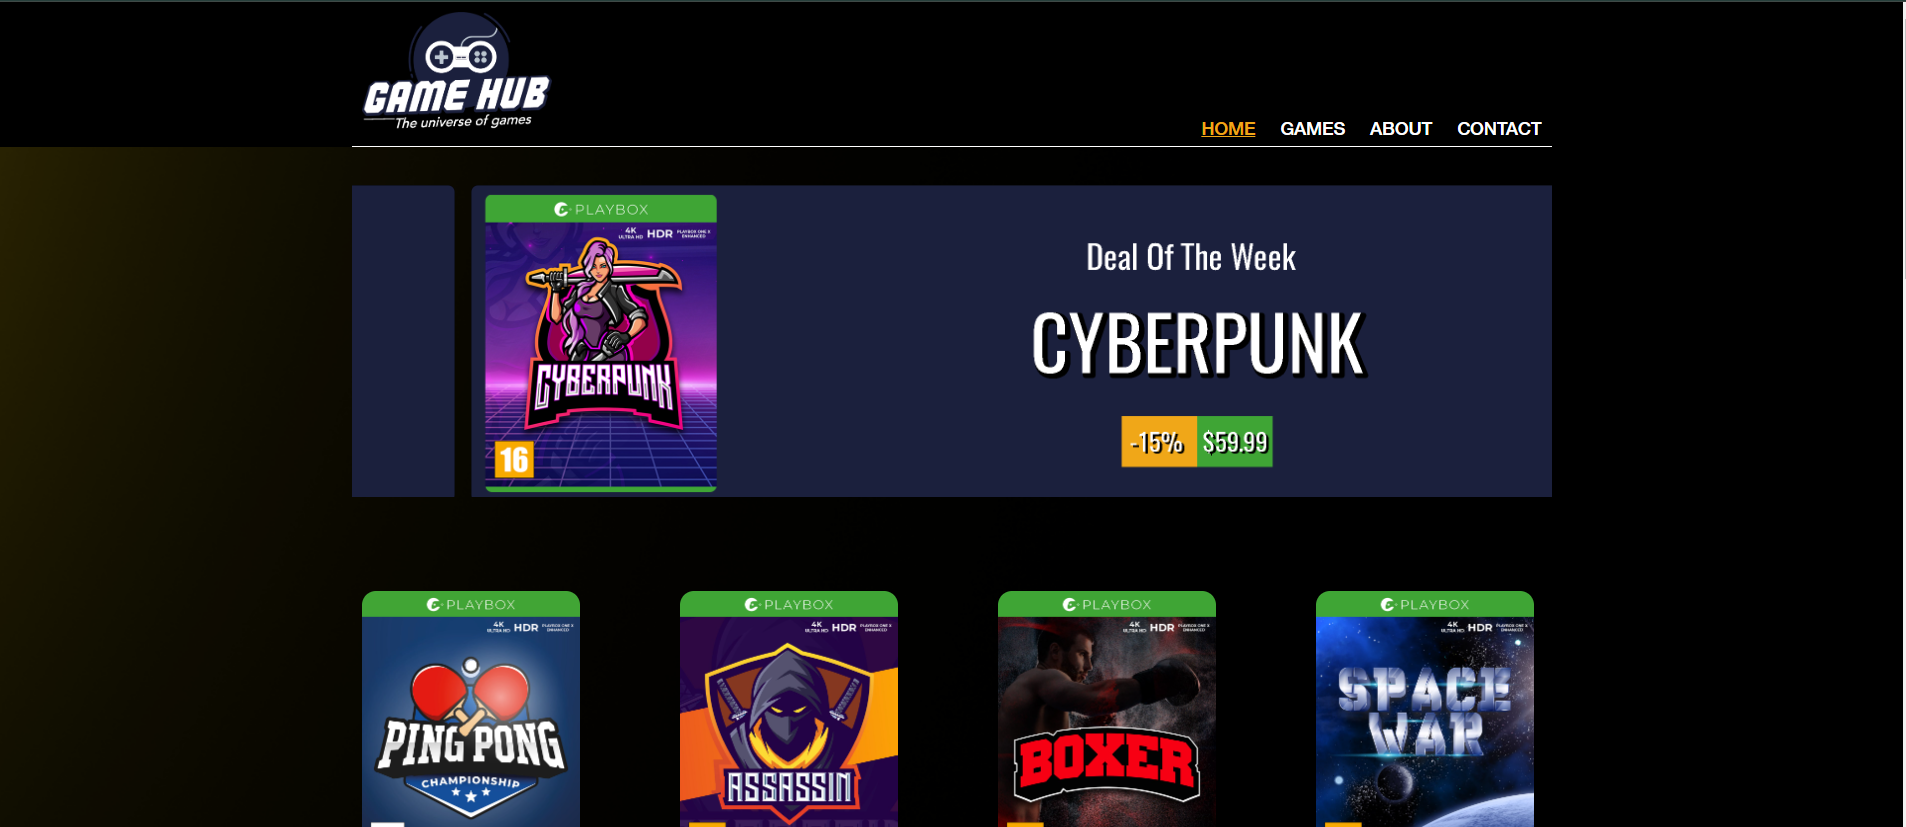 GAME HUB
The universe of games
HOME GAMES ABOUT CONTACT
PLAYBOX
4K ULTRA HD HDR PLAYBOX ONE X ENHANCED
CYBERPUNK
16
Deal Of The Week
CYBERPUNK
-15% $59.99
PLAYBOX
4K ULTRA HD HDR PLAYBOX ONE X ENHANCED
PING PONG
CHAMPIONSHIP
PLAYBOX
4K ULTRA HD HDR PLAYBOX ONE X ENHANCED
ASSASSIN
PLAYBOX
4K ULTRA HD HDR PLAYBOX ONE X ENHANCED
BOXER
PLAYBOX
4K ULTRA HD HDR PLAYBOX ONE X ENHANCED
SPACE
WAR